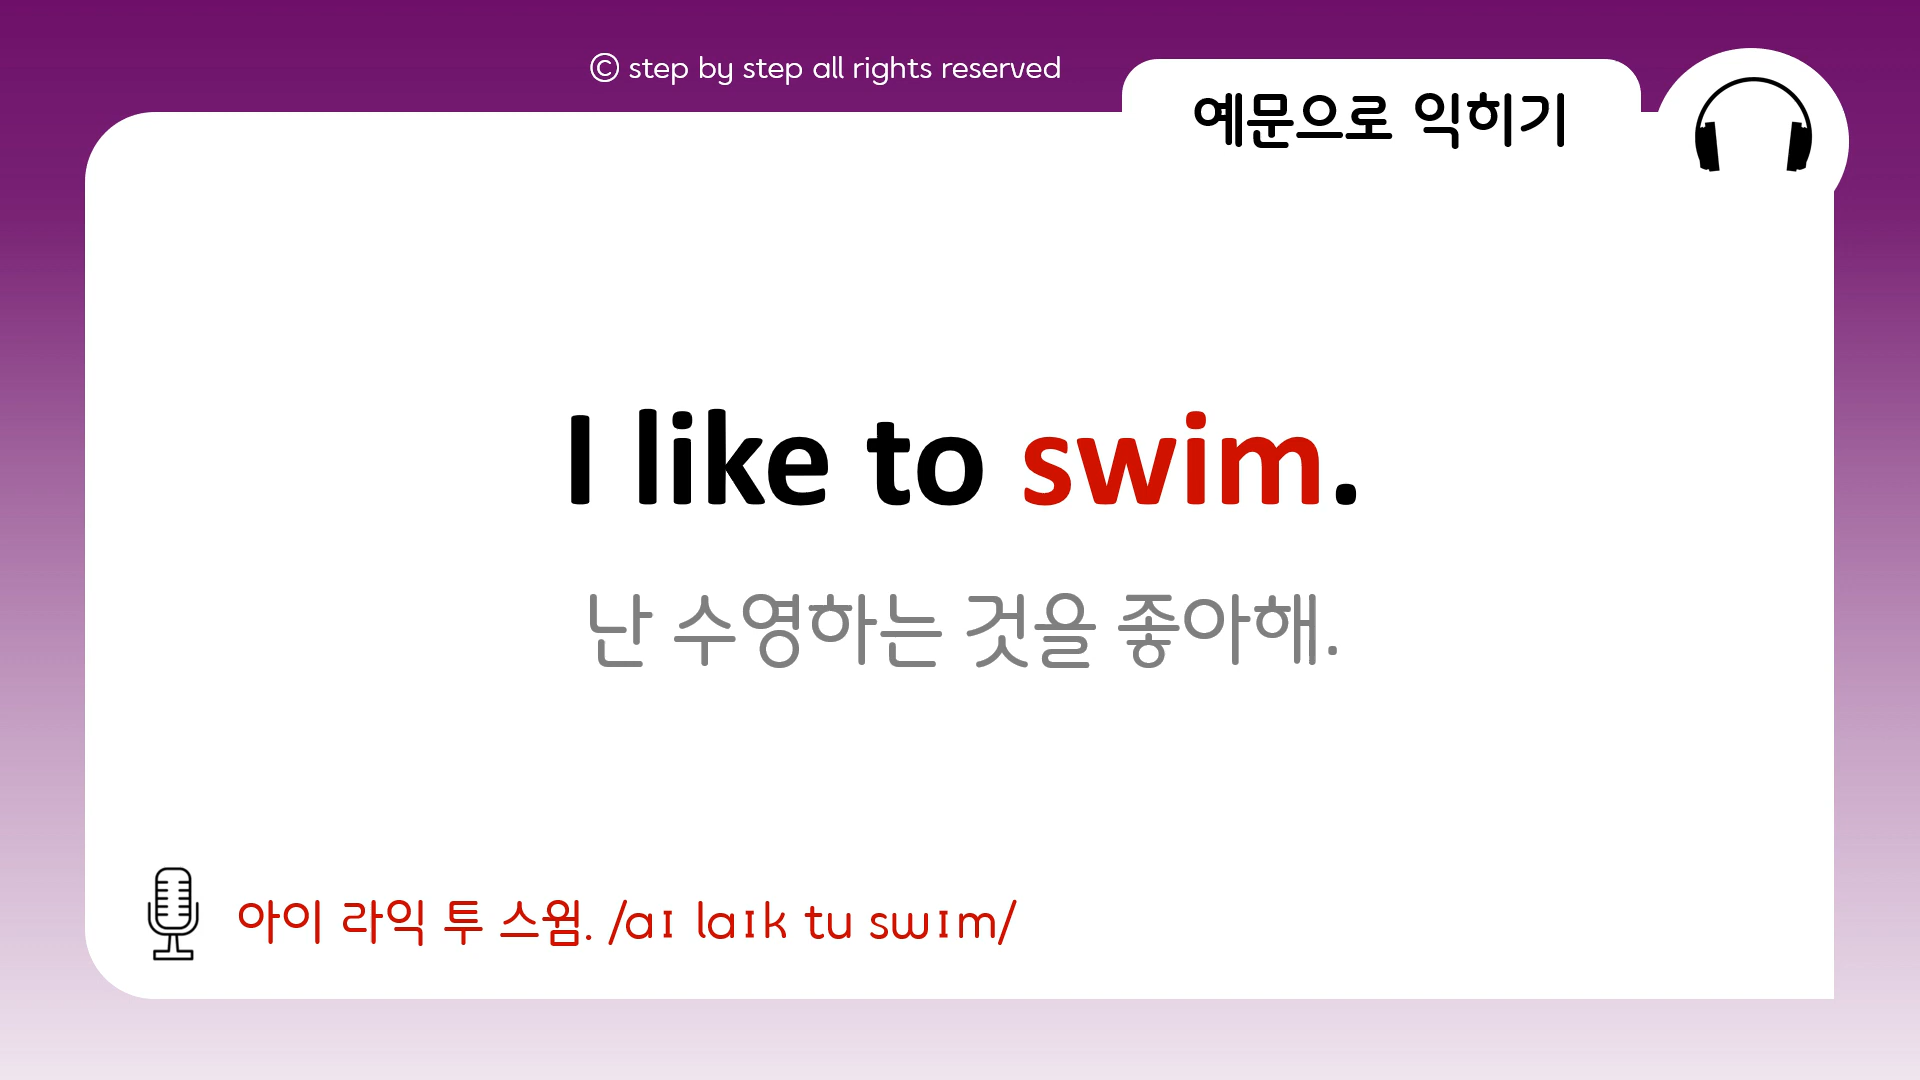 © step by step all rights reserved
예문으로 익히기
I like to swim.
난 수영하는 것을 좋아해.
아이 라익 투 스윔. /aɪ laɪk tu swɪm/